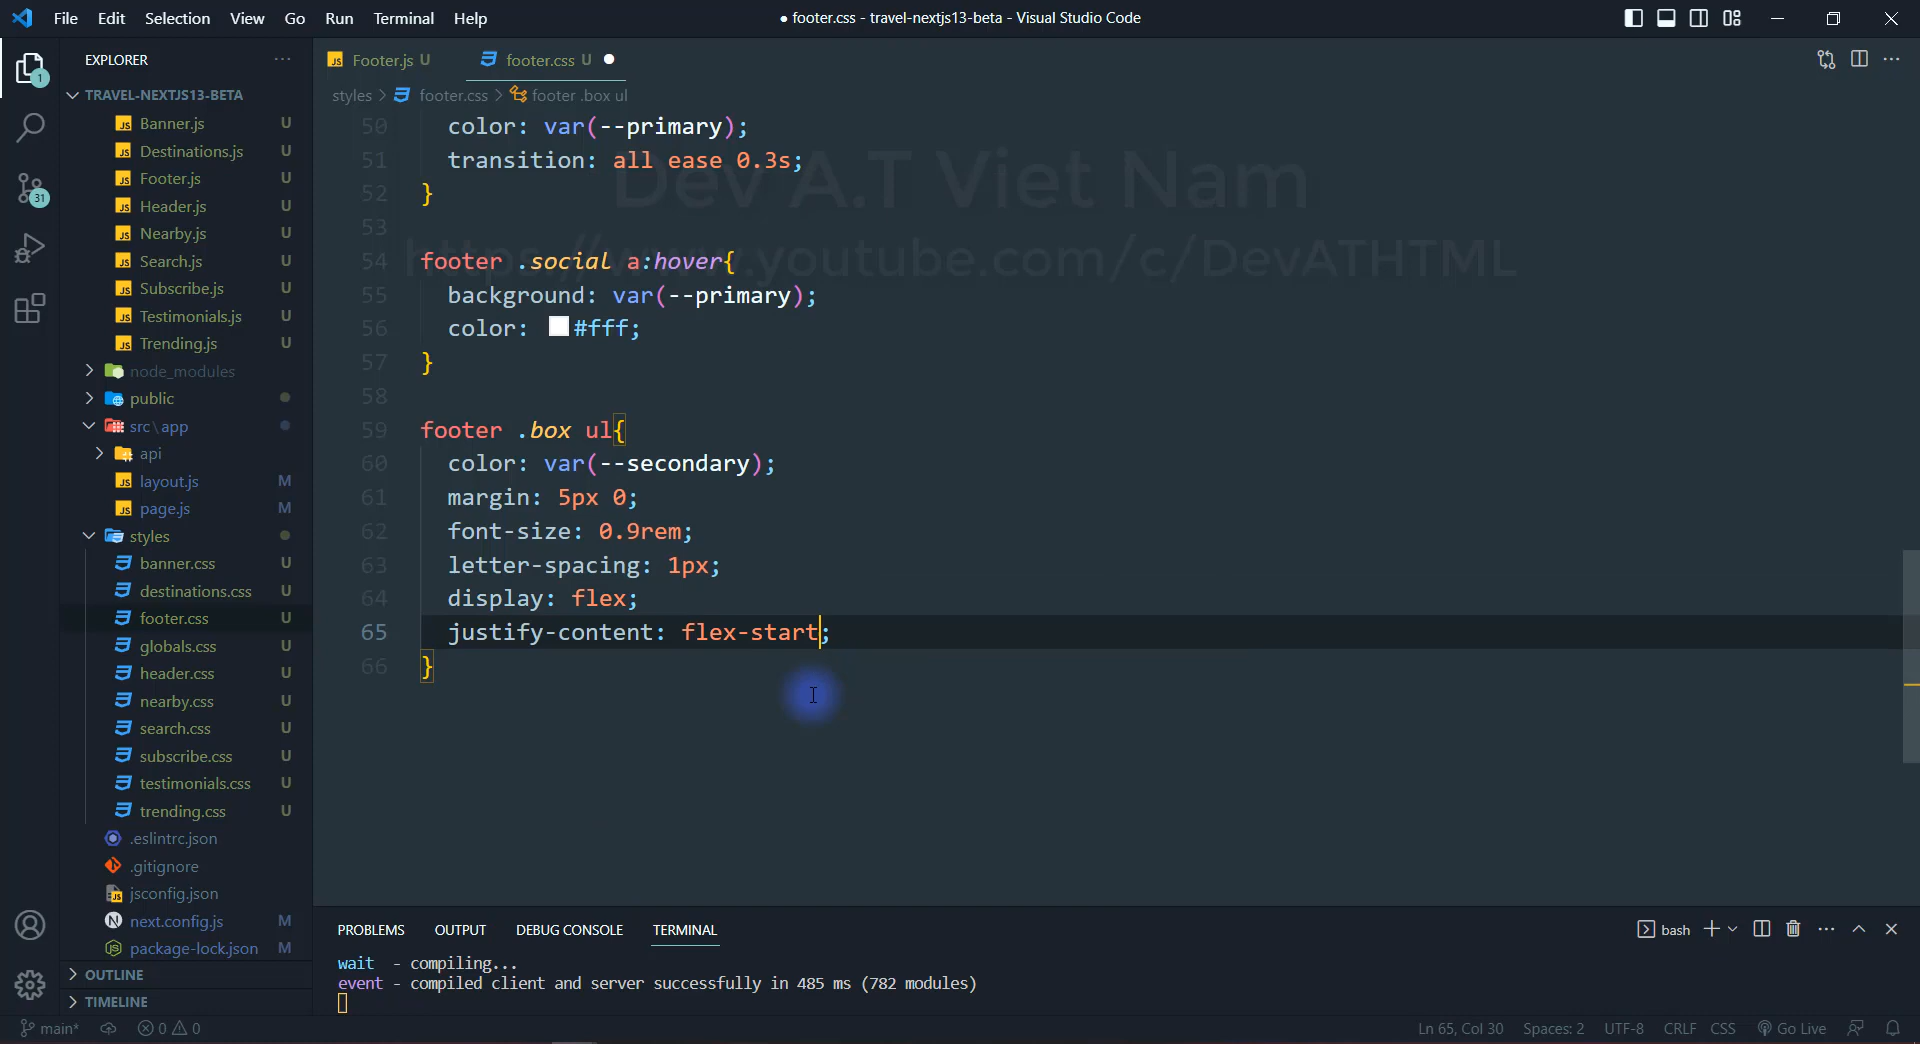 File Edit Selection View Go Run Terminal Help
● footer.css - travel-nextjs13-beta - Visual Studio Code
EXPLORER
TRAVEL-NEXTJS13-BETA
Banner.js U
Destinations.js U
Footer.js U
Header.js U
Nearby.js U
Search.js U
Subscribe.js U
Testimonials.js U
Trending.js U
node_modules
public
src\app
api
layout.js M
page.js M
styles
banner.css U
destinations.css U
footer.css U
globals.css U
header.css U
nearby.css U
search.css U
subscribe.css U
testimonials.css U
trending.css U
.eslintrc.json
.gitignore
jsconfig.json
next.config.js M
package-lock.json M
OUTLINE
TIMELINE
1
31
Footer.js U
footer.css U
styles > footer.css > footer .box ul
50 color: var(--primary);
51 transition: all ease 0.3s;
52 }
53
54 footer .social a:hover{
55 background: var(--primary);
56 color: #fff;
57 }
58
59 footer .box ul{
60 color: var(--secondary);
61 margin: 5px 0;
62 font-size: 0.9rem;
63 letter-spacing: 1px;
64 display: flex;
65 justify-content: flex-start;
66 }
Dev A.T Viet Nam
https://www.youtube.com/c/DevATHTML
PROBLEMS OUTPUT DEBUG CONSOLE TERMINAL
bash
wait - compiling...
event - compiled client and server successfully in 485 ms (782 modules)
main* 0 0
Ln 65, Col 30 Spaces: 2 UTF-8 CRLF CSS Go Live